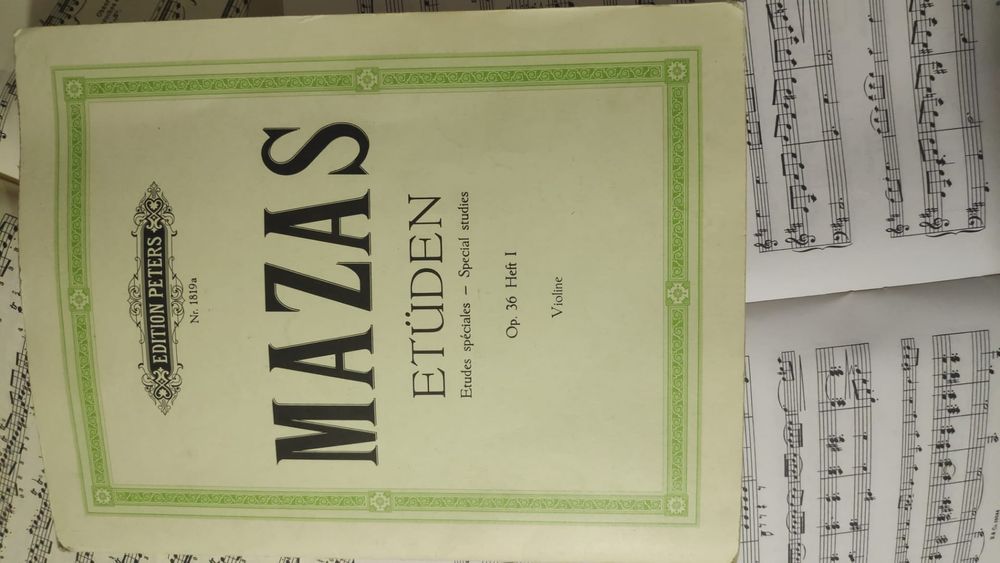 EDITION PETERS
Nr. 1819a
MAZAS
ETÜDEN
Etudes spéciales – Special studies
Op. 36 Heft I
Violine